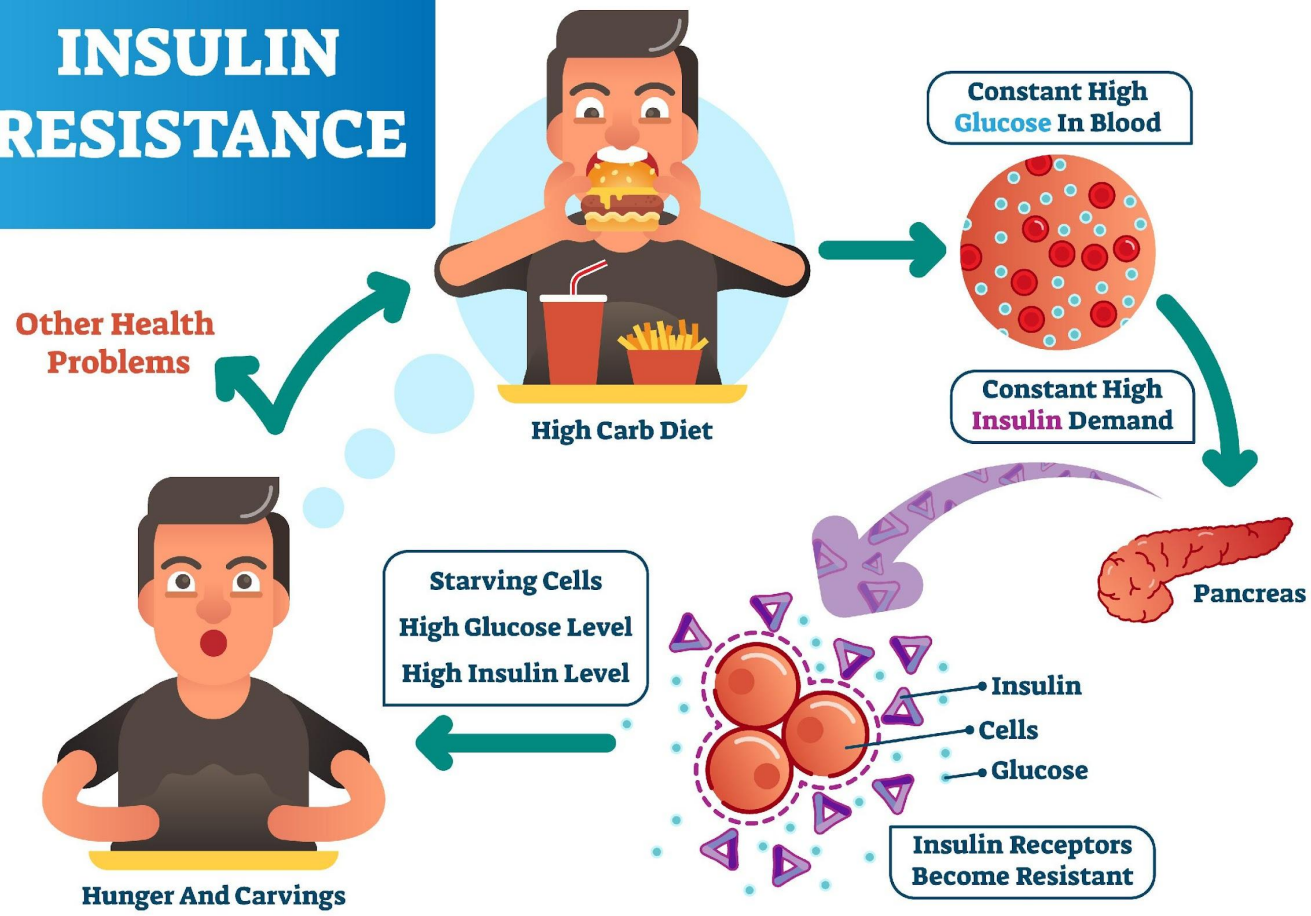 INSULIN
RESISTANCE
Constant High
Glucose In Blood
Other Health
Problems
High Carb Diet
Constant High
Insulin Demand
Pancreas
Starving Cells
High Glucose Level
High Insulin Level
Insulin
Cells
Glucose
Insulin Receptors
Become Resistant
Hunger And Carvings